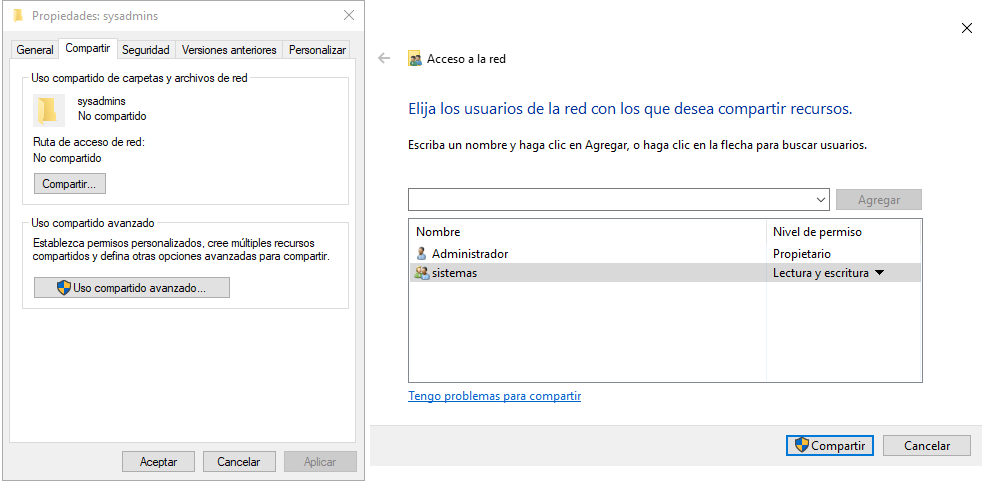 Propiedades: sysadmins
General
Compartir
Seguridad
Versiones anteriores
Personalizar
Uso compartido de carpetas y archivos de red
sysadmins
No compartido
Ruta de acceso de red:
No compartido
Compartir...
Uso compartido avanzado
Establezca permisos personalizados, cree múltiples recursos
compartidos y defina otras opciones avanzadas para compartir.
Uso compartido avanzado...
Aceptar
Cancelar
Aplicar
Acceso a la red
Elija los usuarios de la red con los que desea compartir recursos.
Escriba un nombre y haga clic en Agregar, o haga clic en la flecha para buscar usuarios.
Agregar
Nombre Nivel de permiso
Administrador Propietario
sistemas Lectura y escritura
Tengo problemas para compartir
Compartir
Cancelar